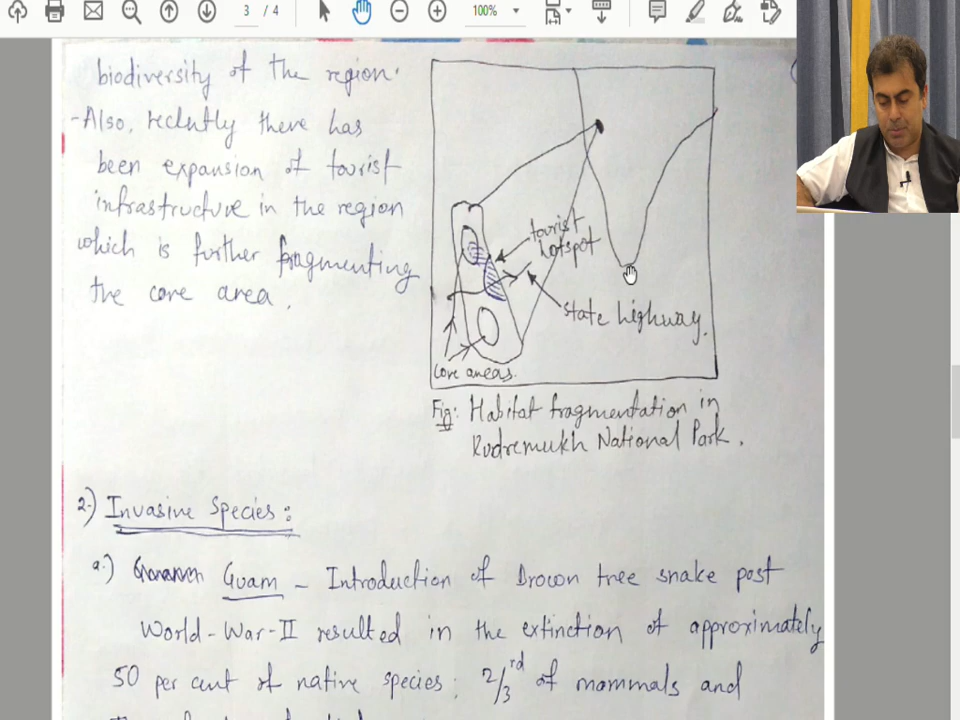 3 / 4
100%
biodiversity of the region.
- Also, recently there has
been expansion of tourist
infrastructure in the region
which is further fragmenting
the core area.
tourist
hotspot
state highway.
Core areas.
Fig: Habitat fragmentation in
Kudremukh National Park.
2.) Invasive Species:
a.) Guam - Introduction of Brown tree snake post
World-War-II resulted in the extinction of approximately
50 per cent of native species; 2/3rd of mammals and